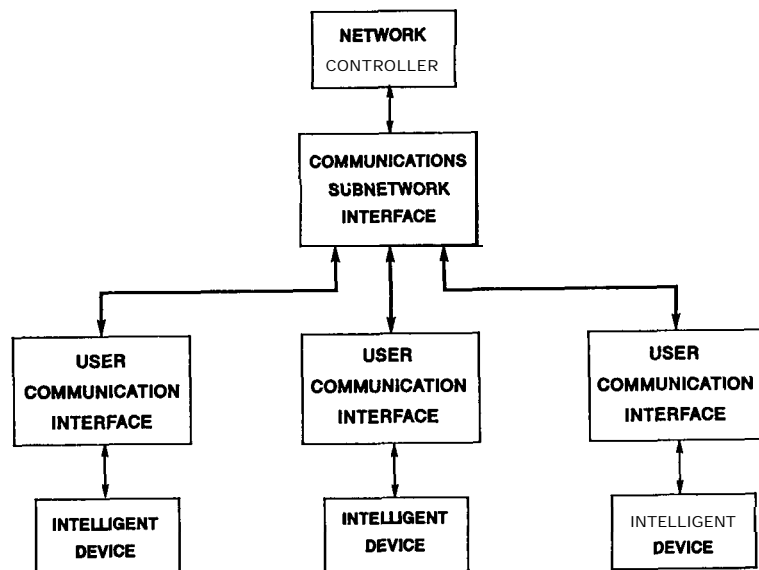 NETWORK
CONTROLLER
COMMUNICATIONS
SUBNETWORK
INTERFACE
USER
COMMUNICATION
INTERFACE
USER
COMMUNICATION
INTERFACE
USER
COMMUNICATION
INTERFACE
INTELLIGENT
DEVICE
INTELLIGENT
DEVICE
INTELLIGENT
DEVICE